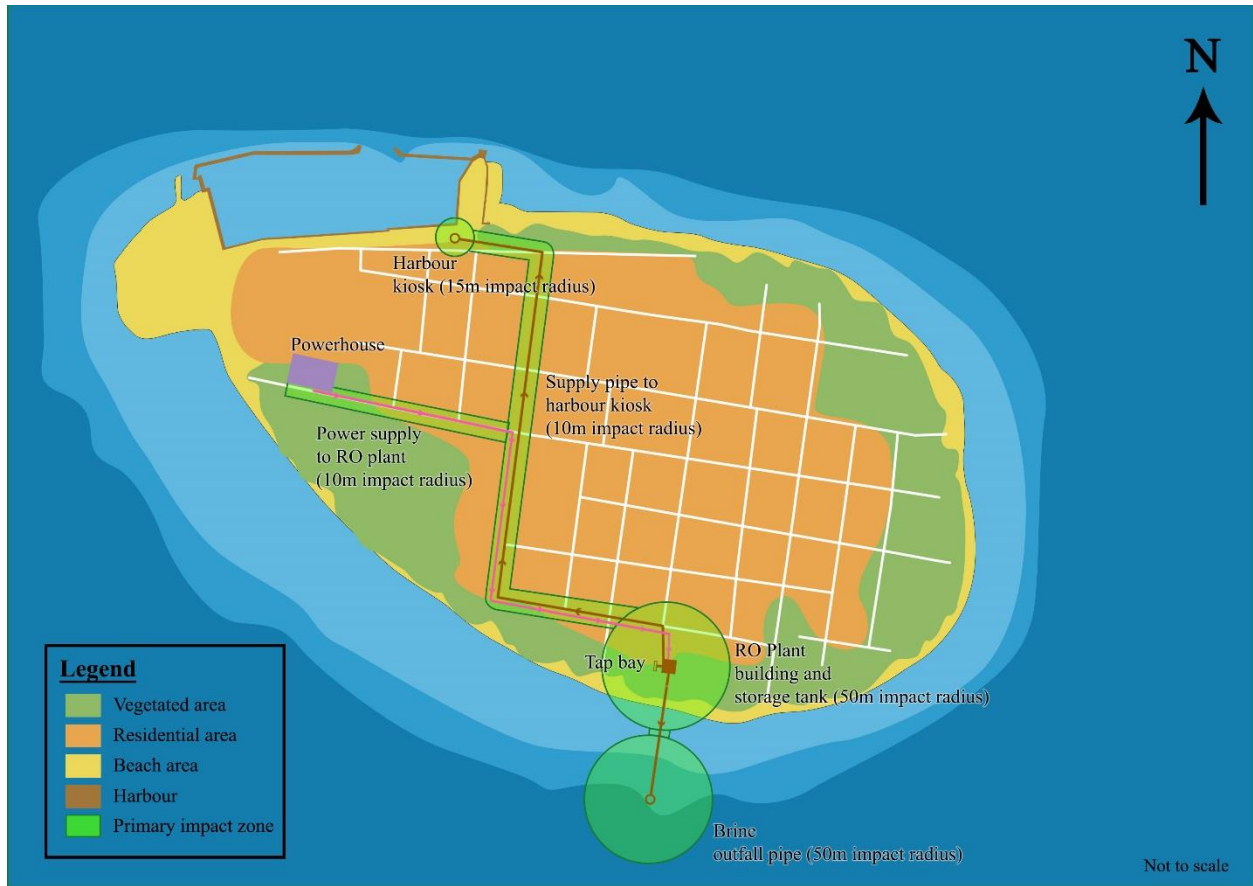 N
Harbour
kiosk (15m impact radius)
Powerhouse
Supply pipe to
harbour kiosk
(10m impact radius)
Power supply
to RO plant
(10m impact radius)
Tap bay
RO Plant
building and
storage tank (50m impact radius)
Legend
Vegetated area
Residential area
Beach area
Harbour
Primary impact zone
Brine
outfall pipe (50m impact radius)
Not to scale